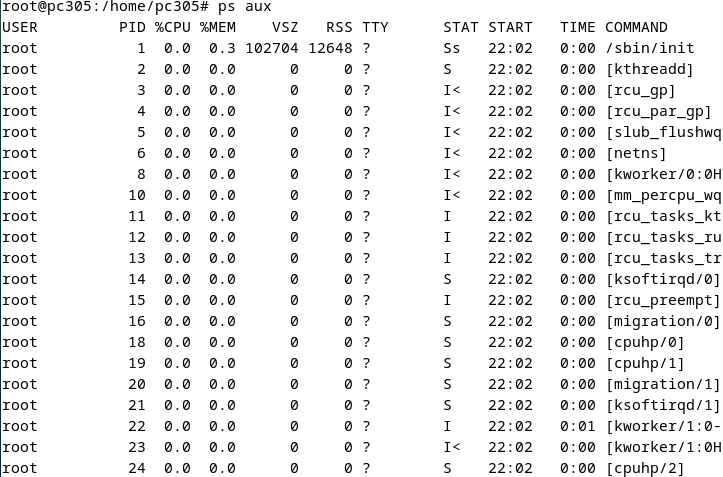 root@pc305:/home/pc305# ps aux
USER         PID %CPU %MEM    VSZ   RSS TTY      STAT START   TIME COMMAND
root           1  0.0  0.3 102704 12648 ?        Ss   22:02   0:00 /sbin/init
root           2  0.0  0.0      0     0 ?        S    22:02   0:00 [kthreadd]
root           3  0.0  0.0      0     0 ?        I<   22:02   0:00 [rcu_gp]
root           4  0.0  0.0      0     0 ?        I<   22:02   0:00 [rcu_par_gp]
root           5  0.0  0.0      0     0 ?        I<   22:02   0:00 [slub_flushwq
root           6  0.0  0.0      0     0 ?        I<   22:02   0:00 [netns]
root           8  0.0  0.0      0     0 ?        I<   22:02   0:00 [kworker/0:0H
root          10  0.0  0.0      0     0 ?        I<   22:02   0:00 [mm_percpu_wq
root          11  0.0  0.0      0     0 ?        I    22:02   0:00 [rcu_tasks_kt
root          12  0.0  0.0      0     0 ?        I    22:02   0:00 [rcu_tasks_ru
root          13  0.0  0.0      0     0 ?        I    22:02   0:00 [rcu_tasks_tr
root          14  0.0  0.0      0     0 ?        S    22:02   0:00 [ksoftirqd/0]
root          15  0.0  0.0      0     0 ?        I    22:02   0:00 [rcu_preempt]
root          16  0.0  0.0      0     0 ?        S    22:02   0:00 [migration/0]
root          18  0.0  0.0      0     0 ?        S    22:02   0:00 [cpuhp/0]
root          19  0.0  0.0      0     0 ?        S    22:02   0:00 [cpuhp/1]
root          20  0.0  0.0      0     0 ?        S    22:02   0:00 [migration/1]
root          21  0.0  0.0      0     0 ?        S    22:02   0:00 [ksoftirqd/1]
root          22  0.0  0.0      0     0 ?        I    22:02   0:01 [kworker/1:0-
root          23  0.0  0.0      0     0 ?        I<   22:02   0:00 [kworker/1:0H
root          24  0.0  0.0      0     0 ?        S    22:02   0:00 [cpuhp/2]